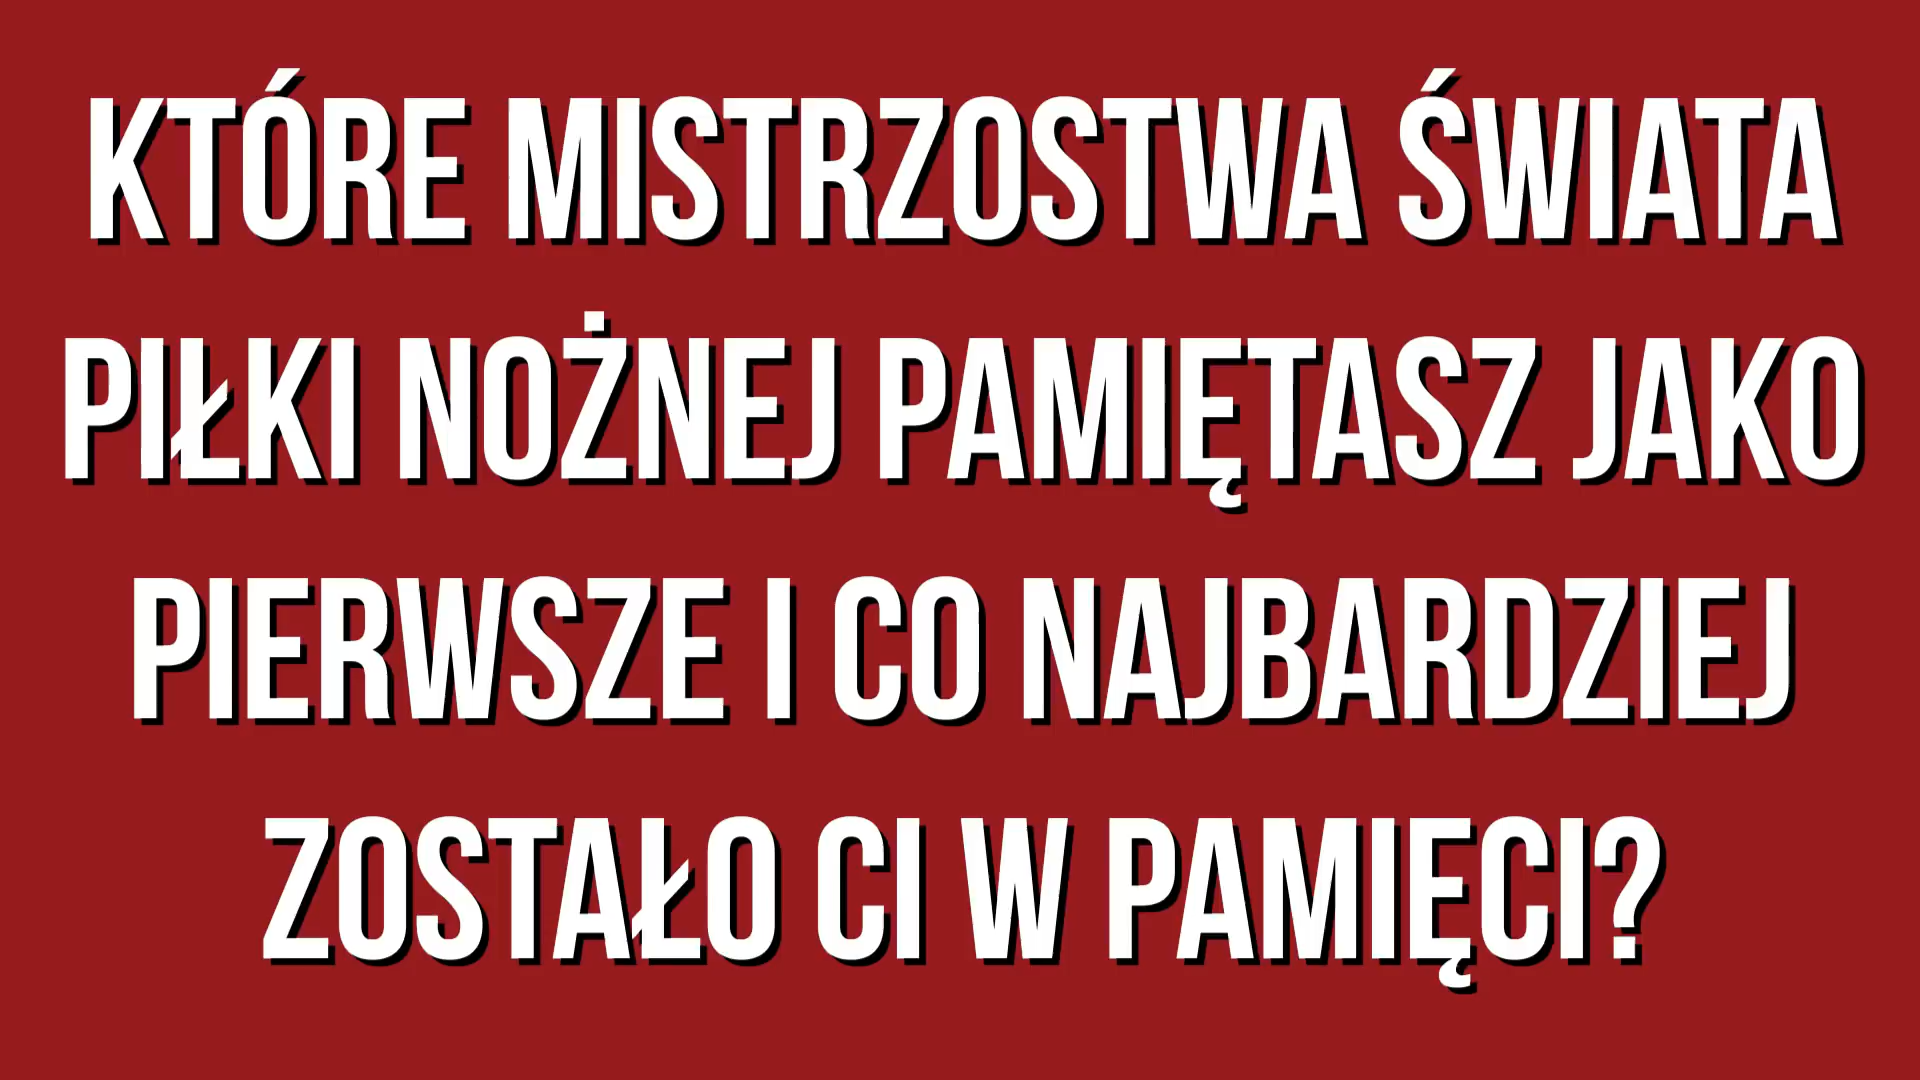 KTÓRE MISTRZOSTWA ŚWIATA
PIŁKI NOŻNEJ PAMIĘTASZ JAKO
PIERWSZE I CO NAJBARDZIEJ
ZOSTAŁO CI W PAMIĘCI?